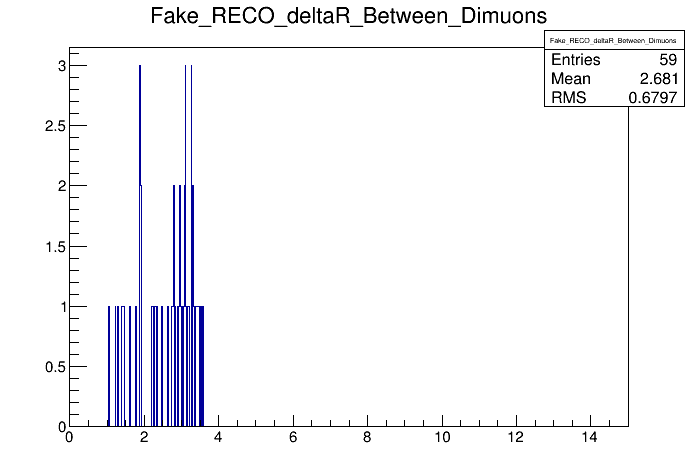 Fake_RECO_deltaR_Between_Dimuons
Fake_RECO_deltaR_Between_Dimuons
Entries 59
Mean 2.681
RMS 0.6797
3
2.5
2
1.5
1
0.5
0
0 2 4 6 8 10 12 14